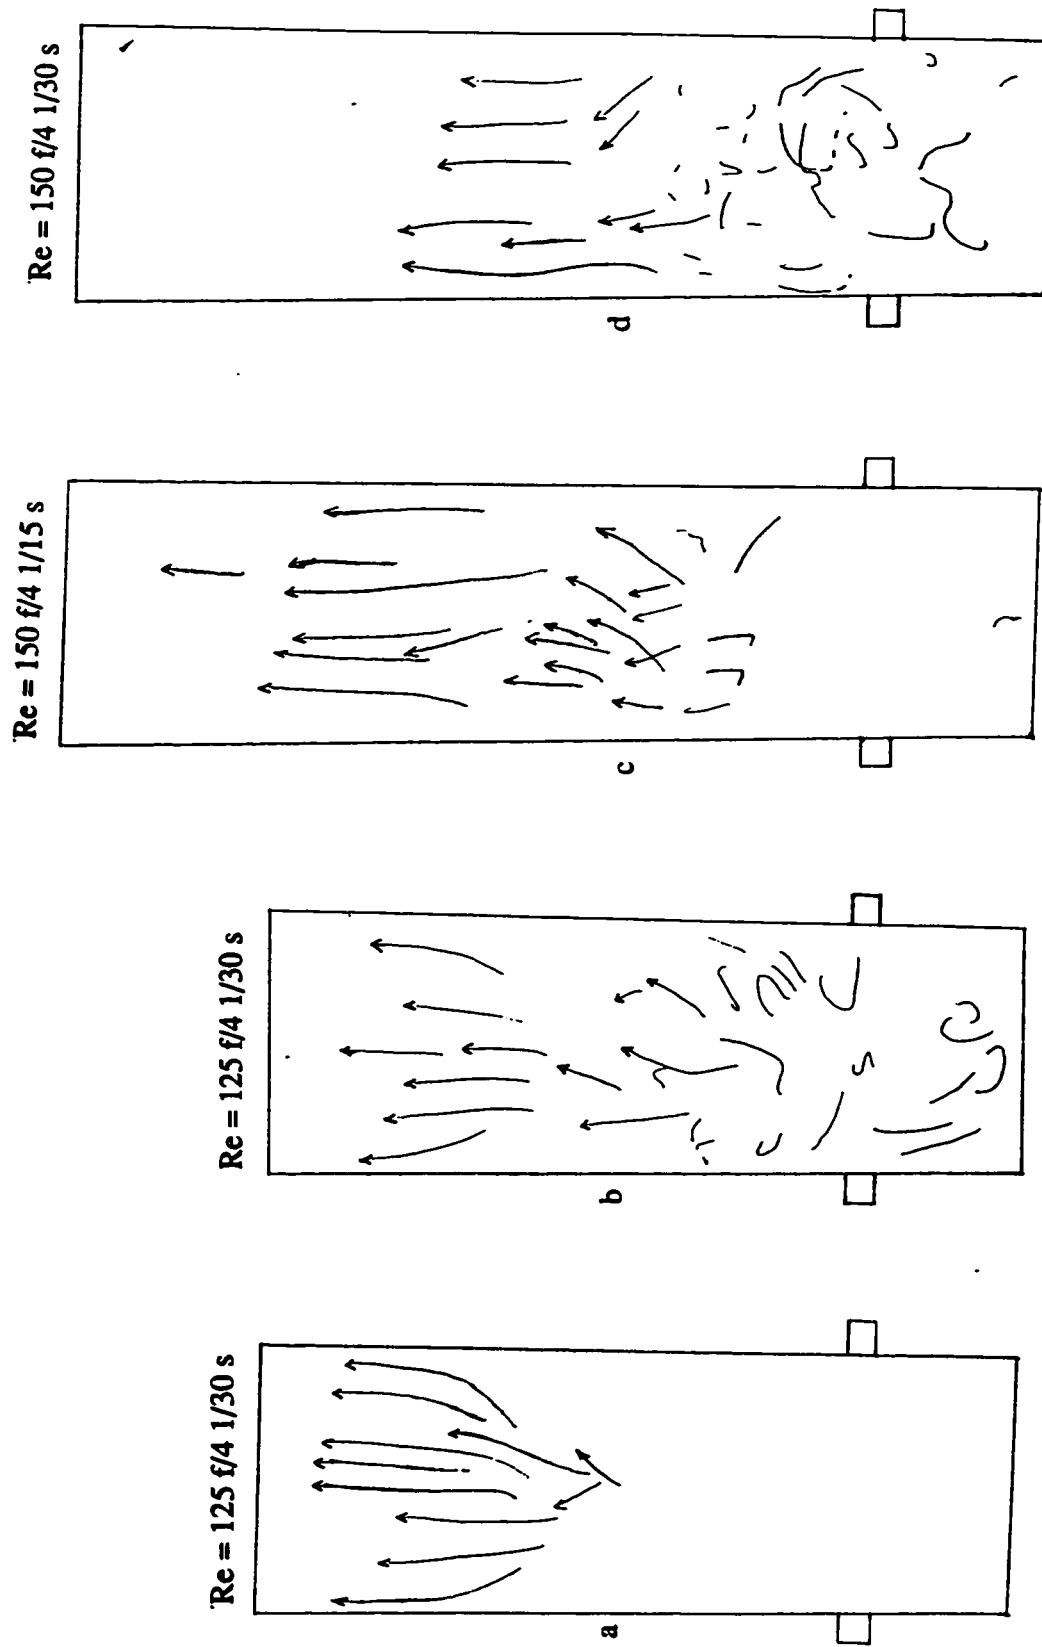 Re = 125 f/4 1/30 s
a
Re = 125 f/4 1/30 s
b
Re = 150 f/4 1/15 s
c
Re = 150 f/4 1/30 s
d